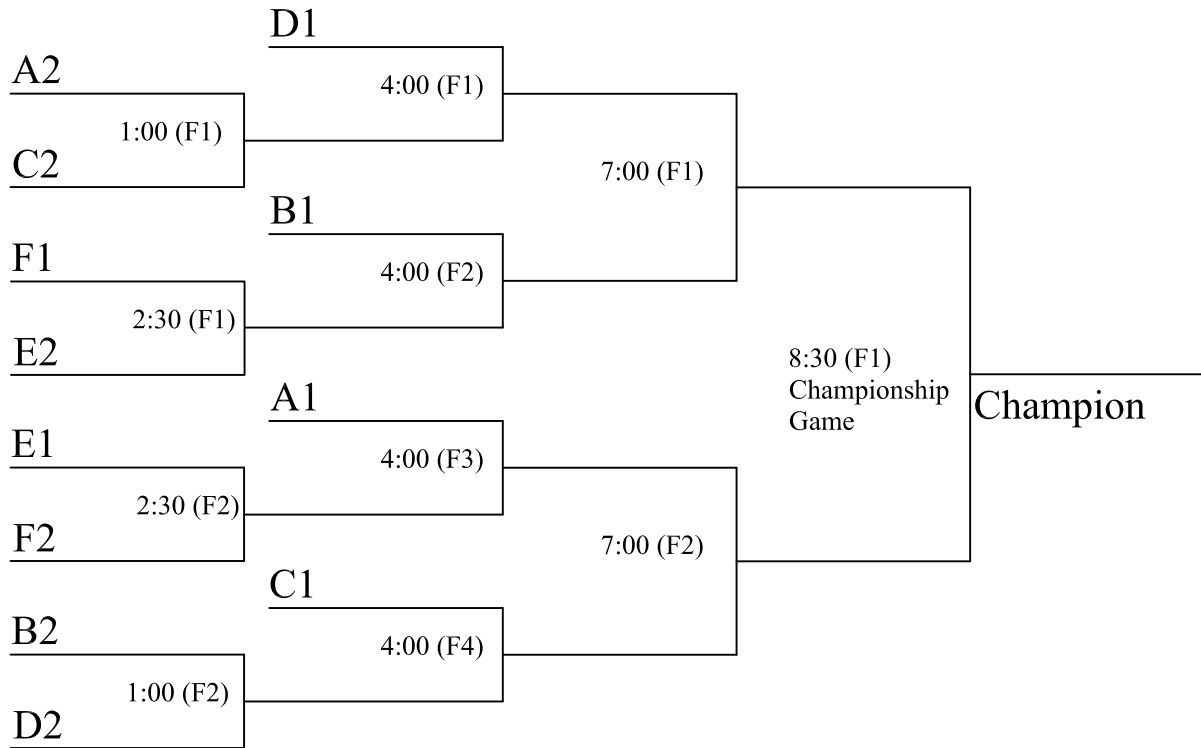 D1
A2
4:00 (F1)
1:00 (F1)
C2
7:00 (F1)
B1
F1
4:00 (F2)
2:30 (F1)
E2
8:30 (F1)
Championship
Game
Champion
A1
E1
4:00 (F3)
2:30 (F2)
F2
7:00 (F2)
C1
B2
4:00 (F4)
1:00 (F2)
D2